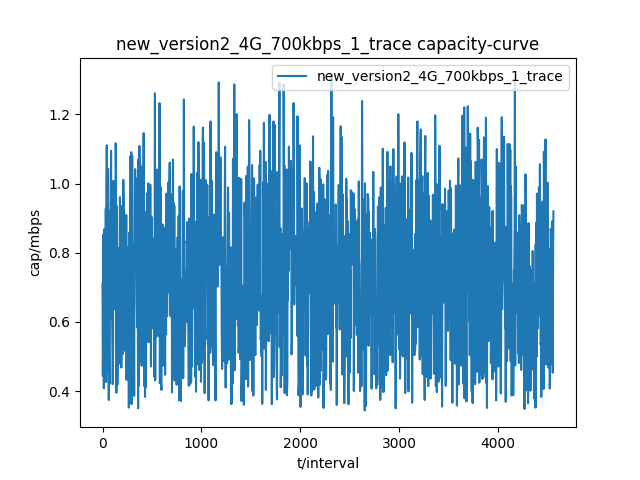 new_version2_4G_700kbps_1_trace capacity-curve
new_version2_4G_700kbps_1_trace
cap/mbps
1.2
1.0
0.8
0.6
0.4
0 1000 2000 3000 4000
t/interval